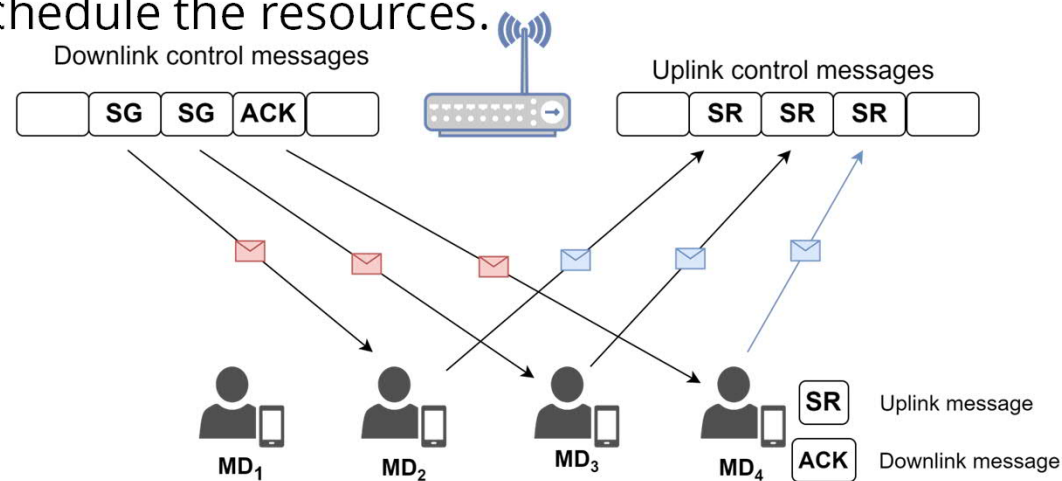 chedule the resources.
Downlink control messages
Uplink control messages
SG SG ACK
SR SR SR
MD₁
MD₂
MD₃
MD₄
SR Uplink message
ACK Downlink message